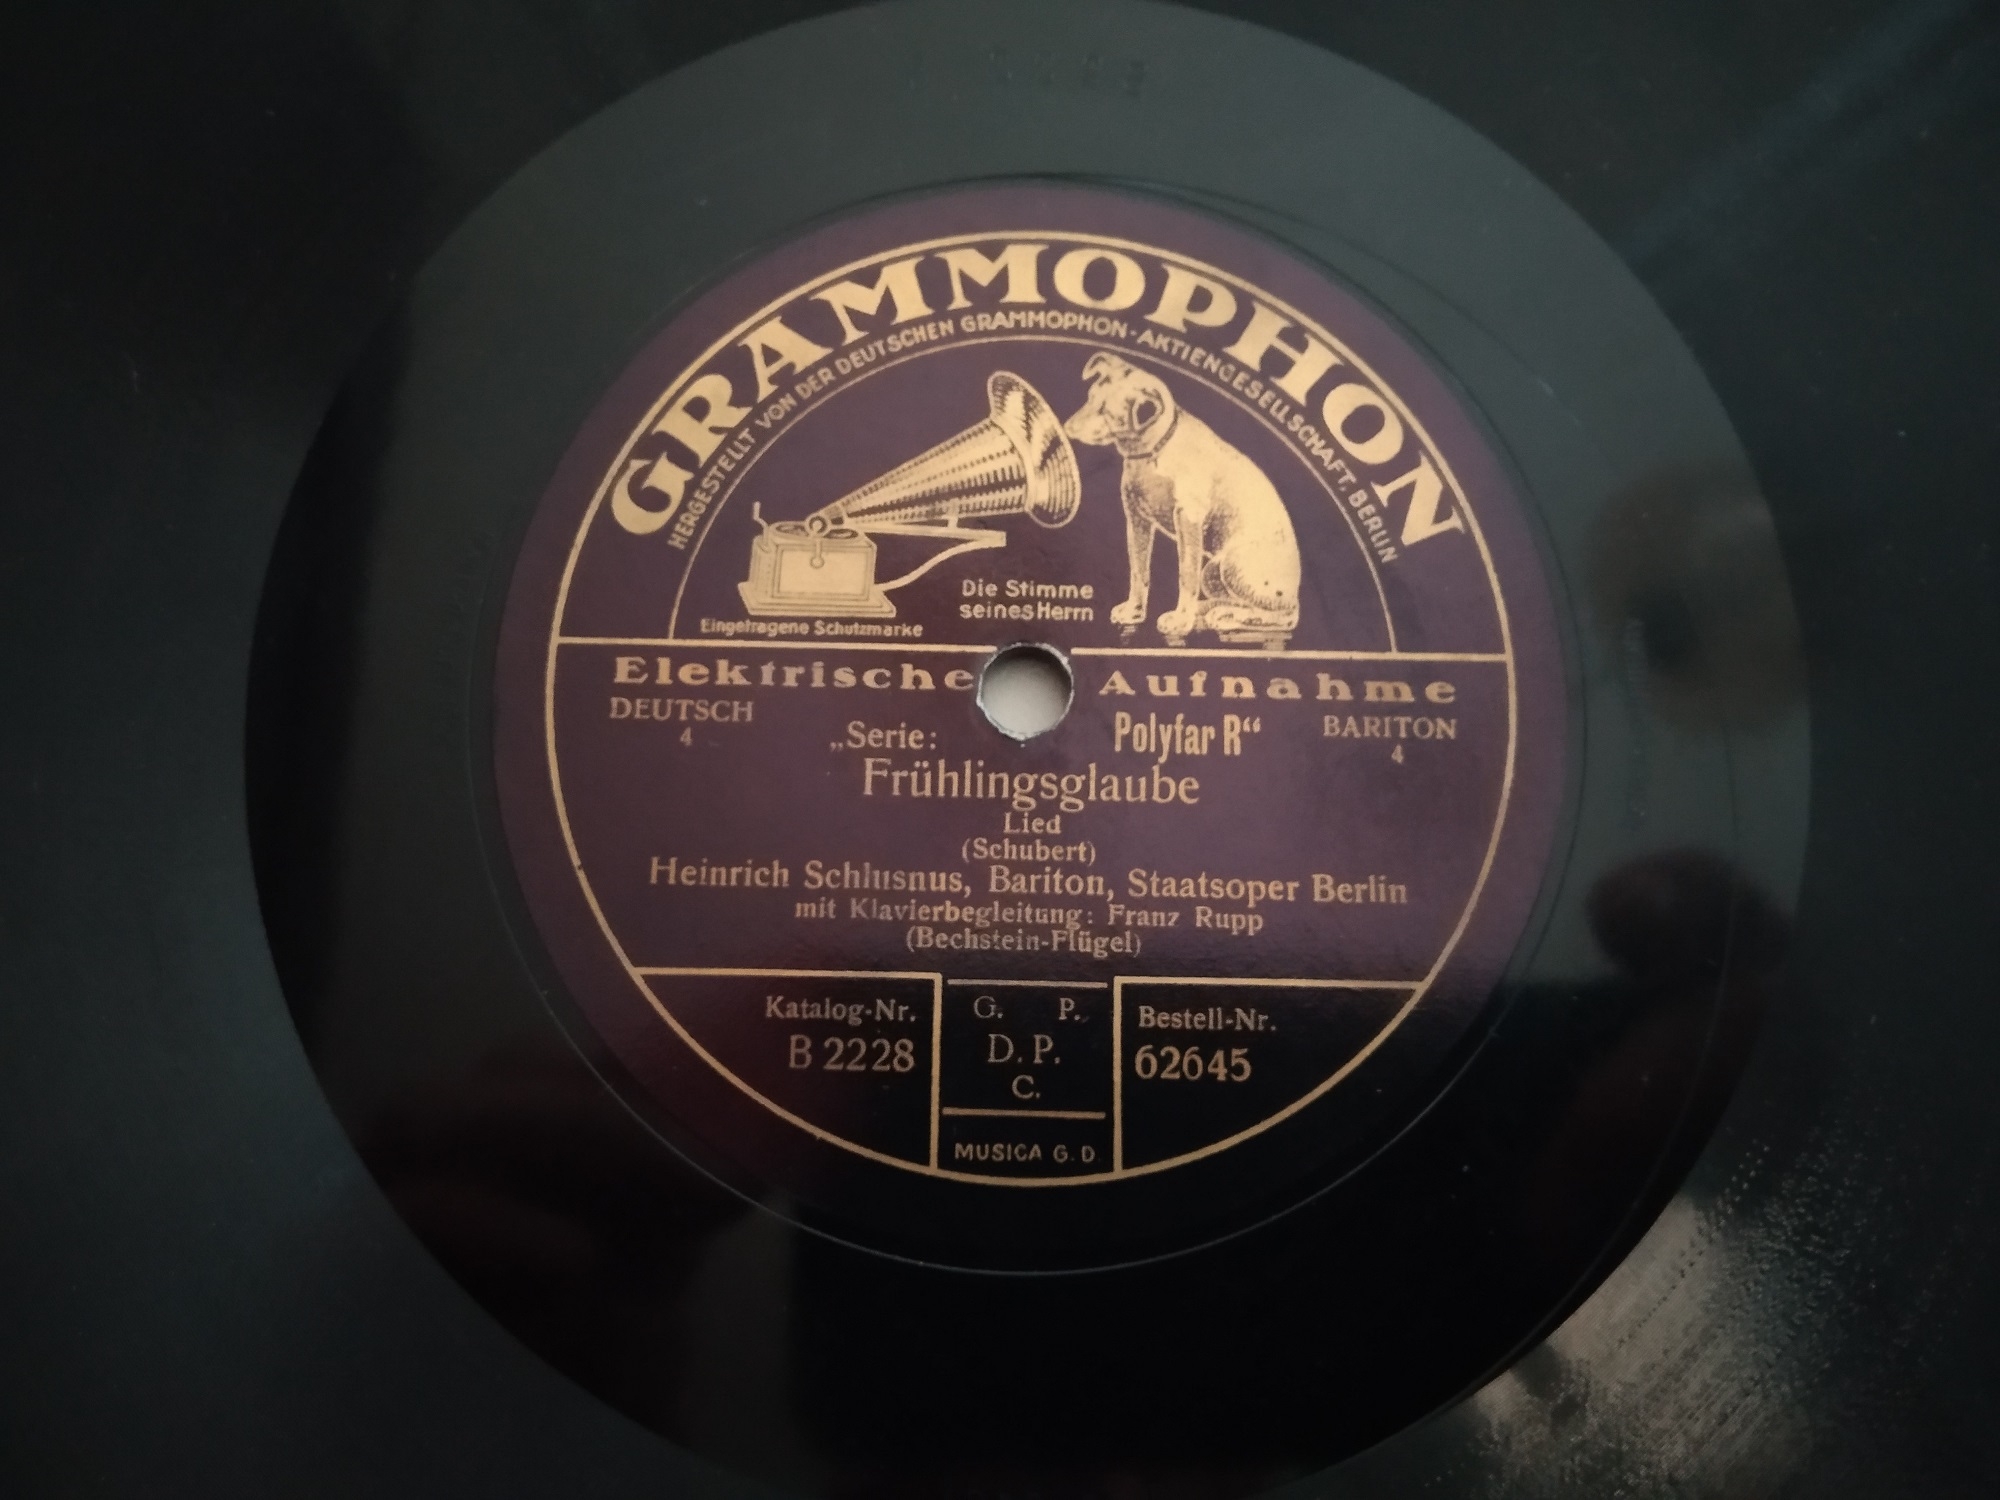 GRAMMOPHON
HERGESTELLT VON DER DEUTSCHEN GRAMMOPHON-AKTIENGESELLSCHAFT, BERLIN
Die Stimme
seines Herrn
Eingetragene Schutzmarke
Elektrische Aufnahme
DEUTSCH
4
BARITON
4
„Serie: Polyfar R“
Frühlingsglaube
Lied
(Schubert)
Heinrich Schlusnus, Bariton, Staatsoper Berlin
mit Klavierbegleitung: Franz Rupp
(Bechstein-Flügel)
Katalog-Nr.
B 2228
G. P.
D. P.
C.
MUSICA G. D
Bestell-Nr.
62645